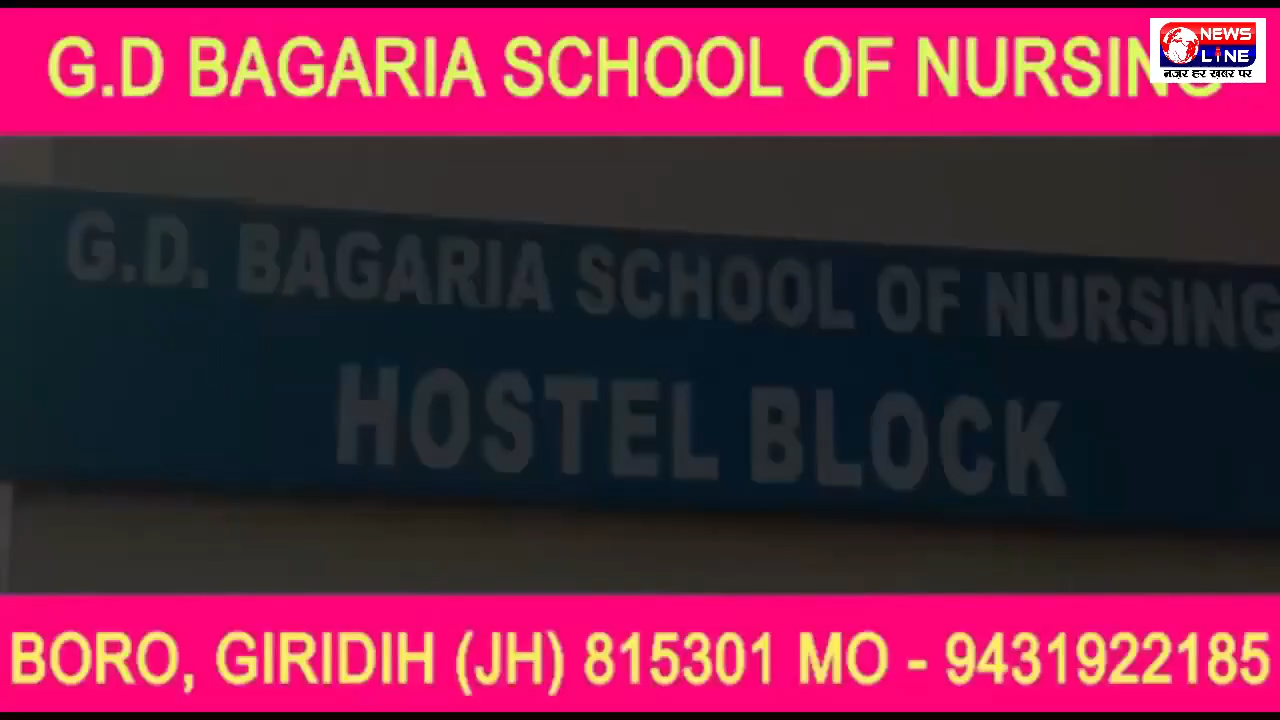 G.D BAGARIA SCHOOL OF NURSING
NEWS
LINE
नज़र हर खबर पर
G.D. BAGARIA SCHOOL OF NURSING
HOSTEL BLOCK
BORO, GIRIDIH (JH) 815301 MO - 9431922185